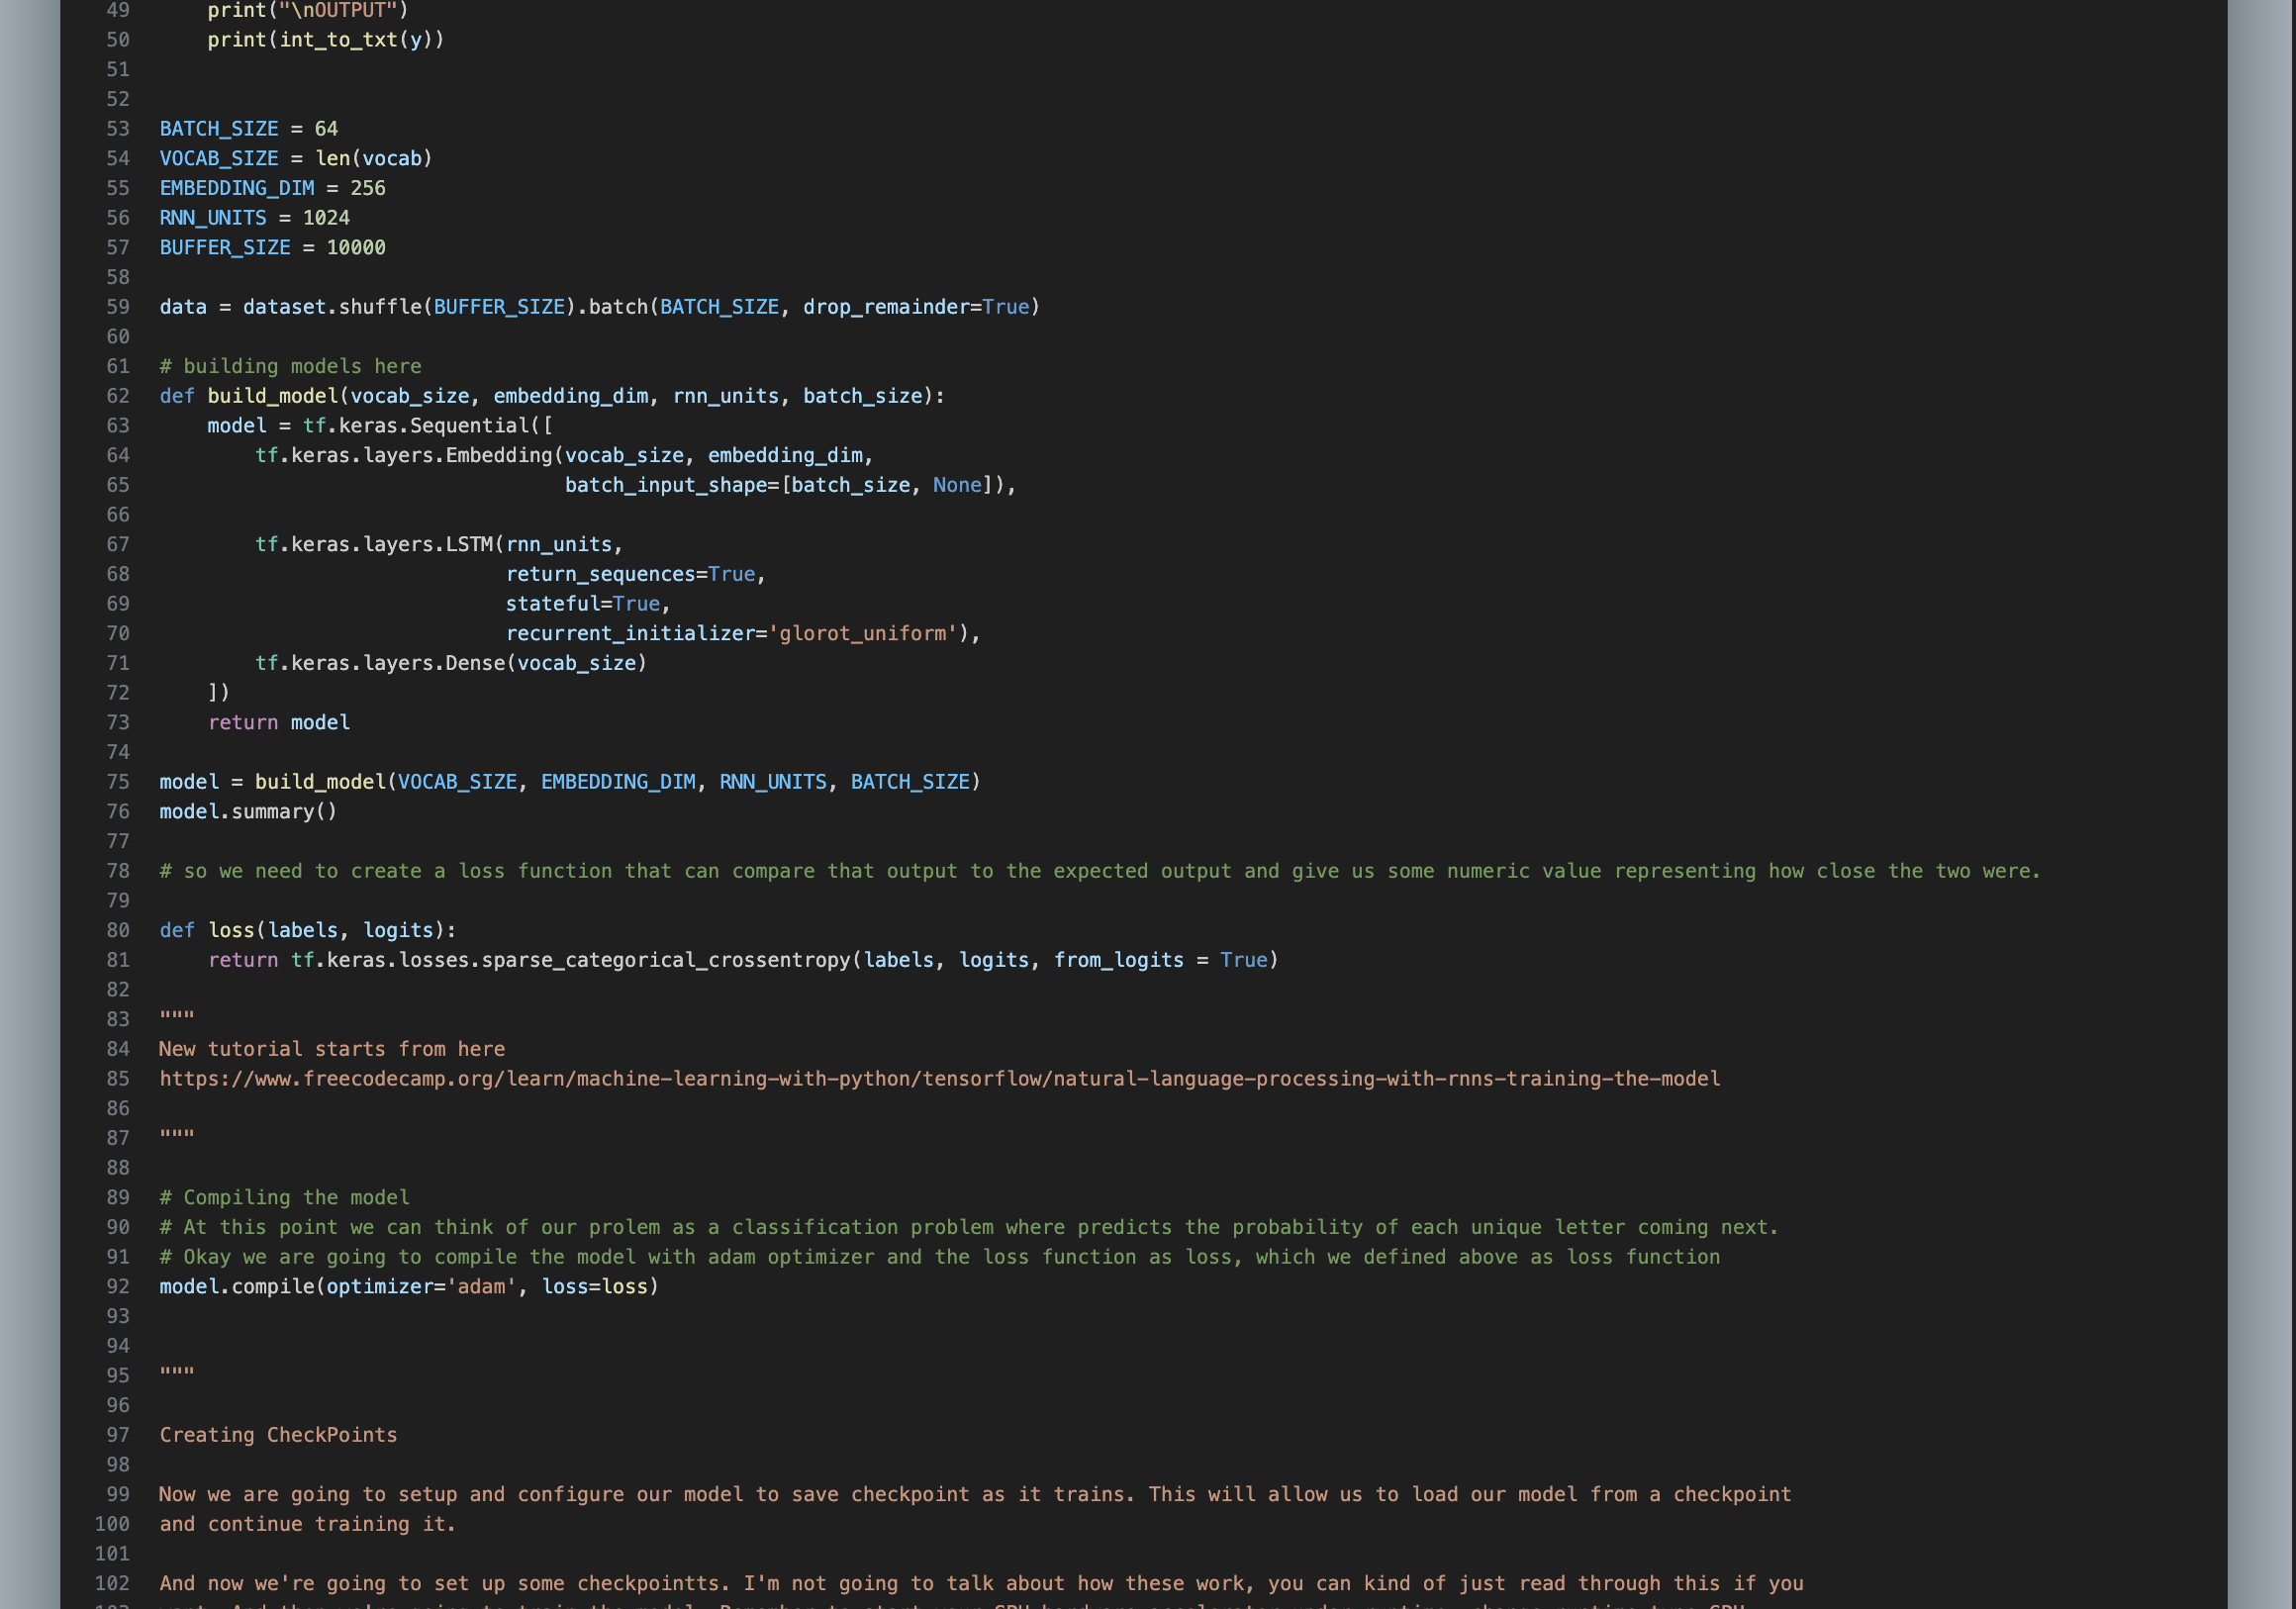 49 print("\nOUTPUT")
50 print(int_to_txt(y))
51
52
53 BATCH_SIZE = 64
54 VOCAB_SIZE = len(vocab)
55 EMBEDDING_DIM = 256
56 RNN_UNITS = 1024
57 BUFFER_SIZE = 10000
58
59 data = dataset.shuffle(BUFFER_SIZE).batch(BATCH_SIZE, drop_remainder=True)
60
61 # building models here
62 def build_model(vocab_size, embedding_dim, rnn_units, batch_size):
63 model = tf.keras.Sequential([
64 tf.keras.layers.Embedding(vocab_size, embedding_dim,
65 batch_input_shape=[batch_size, None]),
66
67 tf.keras.layers.LSTM(rnn_units,
68 return_sequences=True,
69 stateful=True,
70 recurrent_initializer='glorot_uniform'),
71 tf.keras.layers.Dense(vocab_size)
72 ])
73 return model
74
75 model = build_model(VOCAB_SIZE, EMBEDDING_DIM, RNN_UNITS, BATCH_SIZE)
76 model.summary()
77
78 # so we need to create a loss function that can compare that output to the expected output and give us some numeric value representing how close the two were.
79
80 def loss(labels, logits):
81 return tf.keras.losses.sparse_categorical_crossentropy(labels, logits, from_logits = True)
82
83 """
84 New tutorial starts from here
85 https://www.freecodecamp.org/learn/machine-learning-with-python/tensorflow/natural-language-processing-with-rnns-training-the-model
86
87 """
88
89 # Compiling the model
90 # At this point we can think of our prolem as a classification problem where predicts the probability of each unique letter coming next.
91 # Okay we are going to compile the model with adam optimizer and the loss function as loss, which we defined above as loss function
92 model.compile(optimizer='adam', loss=loss)
93
94
95 """
96
97 Creating CheckPoints
98
99 Now we are going to setup and configure our model to save checkpoint as it trains. This will allow us to load our model from a checkpoint
100 and continue training it.
101
102 And now we're going to set up some checkpointts. I'm not going to talk about how these work, you can kind of just read through this if you